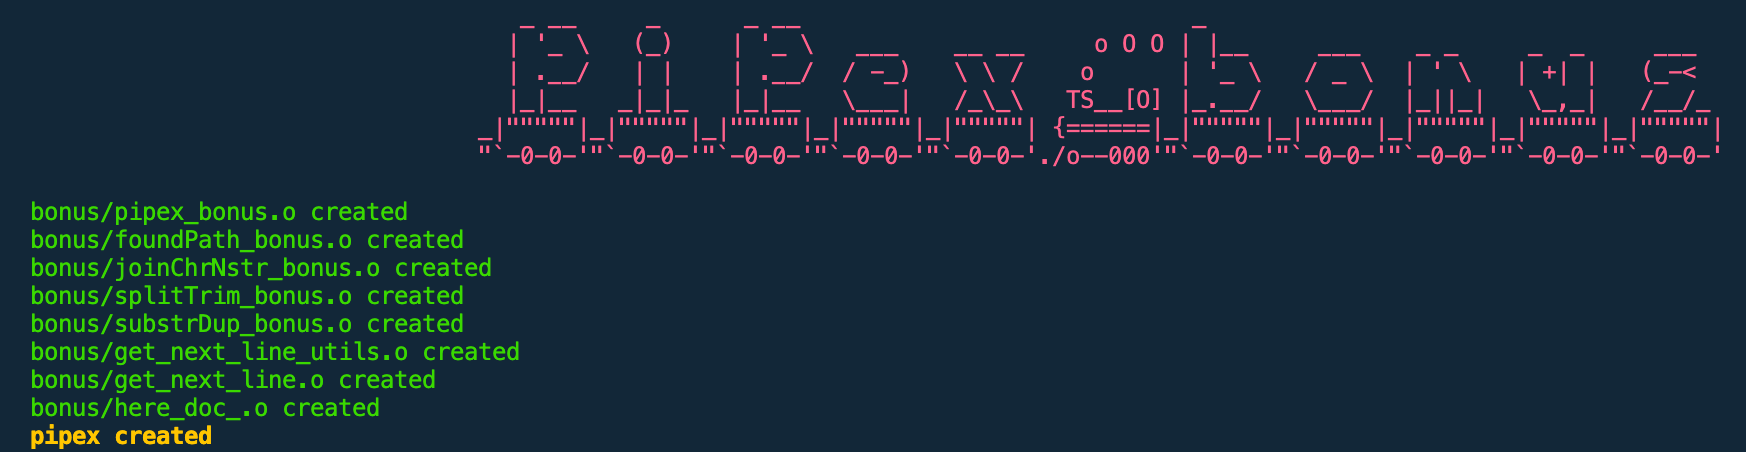 _ __      _      _ __                            _
  | '_ \   (_)    | '_ \   ___    __ __     o O O | |__     ___    _ _     _  _     ___
  | .__/   | |    | .__/  / -_)   \ \ /    o      | '_ \   / _ \  | ' \   | +| |   (_-<
  |_|__   _|_|_   |_|__   \___|   /_\_\   TS__[O] |_.__/   \___/  |_||_|   \_,_|   /__/_
_|"""""|_|"""""|_|"""""|_|"""""|_|"""""| {======|_|"""""|_|"""""|_|"""""|_|"""""|_|"""""|
"`-0-0-'"`-0-0-'"`-0-0-'"`-0-0-'"`-0-0-'./o--000'"`-0-0-'"`-0-0-'"`-0-0-'"`-0-0-'"`-0-0-'
bonus/pipex_bonus.o created
bonus/foundPath_bonus.o created
bonus/joinChrNstr_bonus.o created
bonus/splitTrim_bonus.o created
bonus/substrDup_bonus.o created
bonus/get_next_line_utils.o created
bonus/get_next_line.o created
bonus/here_doc_.o created
pipex created